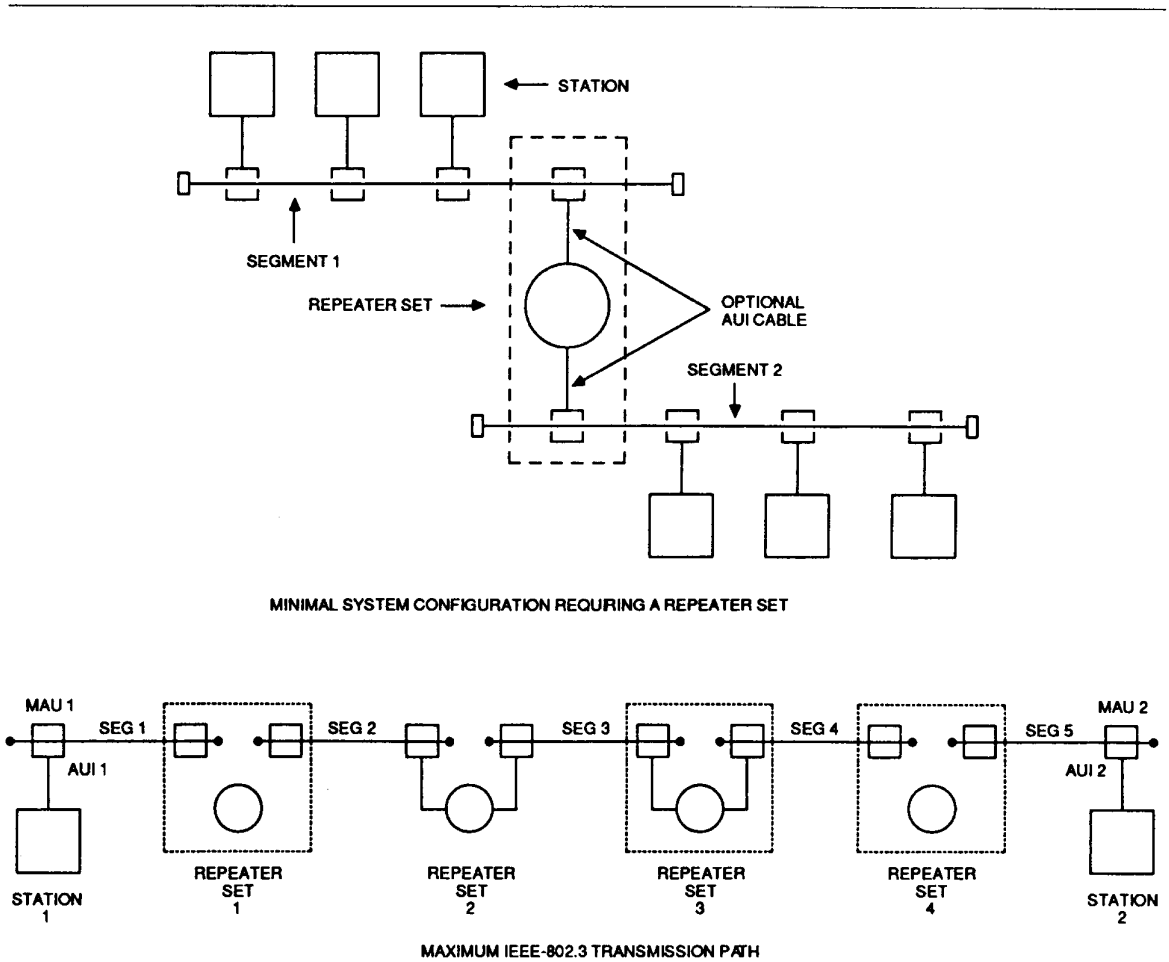 STATION
SEGMENT 1
REPEATER SET
OPTIONAL
AUI CABLE
SEGMENT 2
MINIMAL SYSTEM CONFIGURATION REQUIRING A REPEATER SET
MAU 1
SEG 1
SEG 2
SEG 3
SEG 4
SEG 5
MAU 2
AUI 1
AUI 2
STATION
1
REPEATER
SET
1
REPEATER
SET
2
REPEATER
SET
3
REPEATER
SET
4
STATION
2
MAXIMUM IEEE-802.3 TRANSMISSION PATH